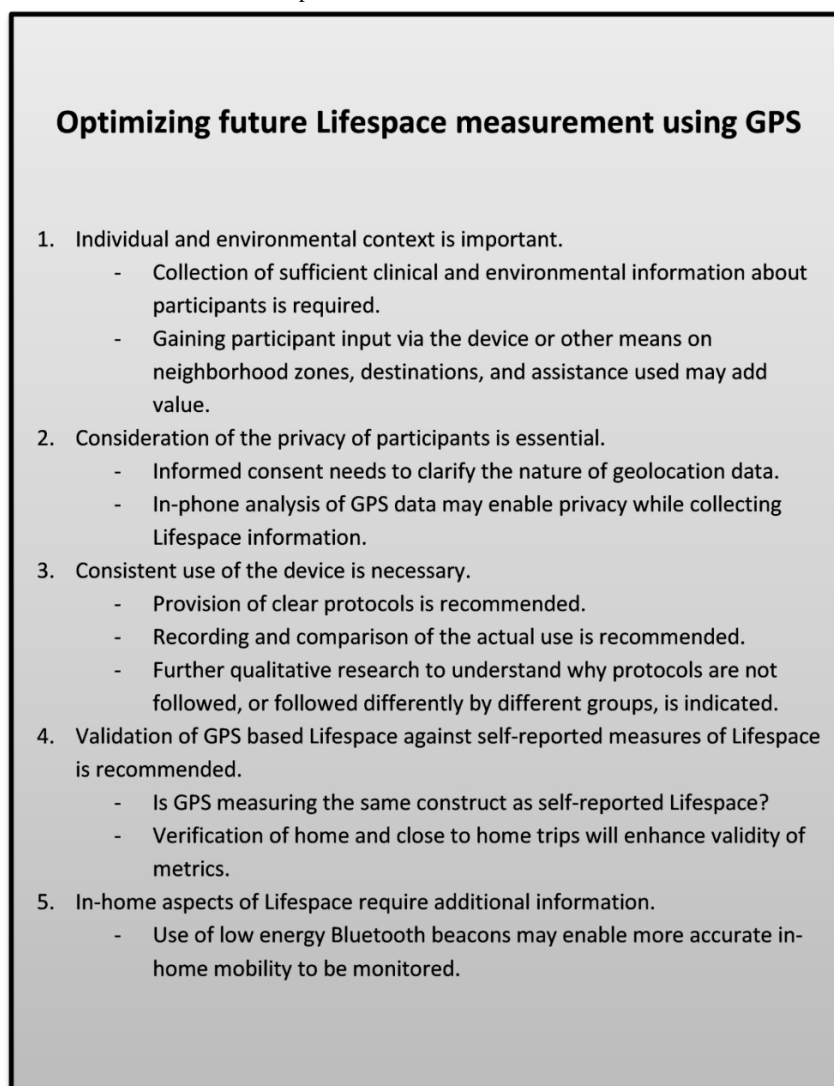 Optimizing future Lifespace measurement using GPS
1. Individual and environmental context is important.
- Collection of sufficient clinical and environmental information about
participants is required.
- Gaining participant input via the device or other means on
neighborhood zones, destinations, and assistance used may add
value.
2. Consideration of the privacy of participants is essential.
- Informed consent needs to clarify the nature of geolocation data.
- In-phone analysis of GPS data may enable privacy while collecting
Lifespace information.
3. Consistent use of the device is necessary.
- Provision of clear protocols is recommended.
- Recording and comparison of the actual use is recommended.
- Further qualitative research to understand why protocols are not
followed, or followed differently by different groups, is indicated.
4. Validation of GPS based Lifespace against self-reported measures of Lifespace
is recommended.
- Is GPS measuring the same construct as self-reported Lifespace?
- Verification of home and close to home trips will enhance validity of
metrics.
5. In-home aspects of Lifespace require additional information.
- Use of low energy Bluetooth beacons may enable more accurate in-
home mobility to be monitored.